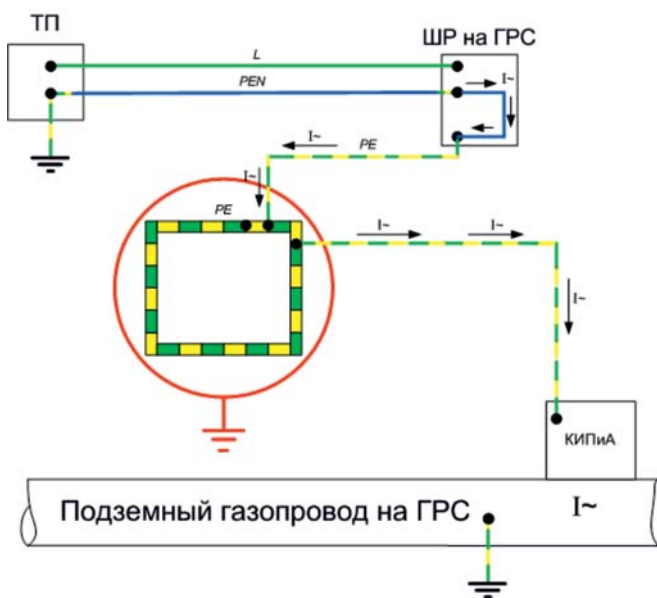 ТП
ШР на ГРС
L
I~
PEN
I~
PE
I~
PE
I~
I~
I~
КИПиА
Подземный газопровод на ГРС
I~